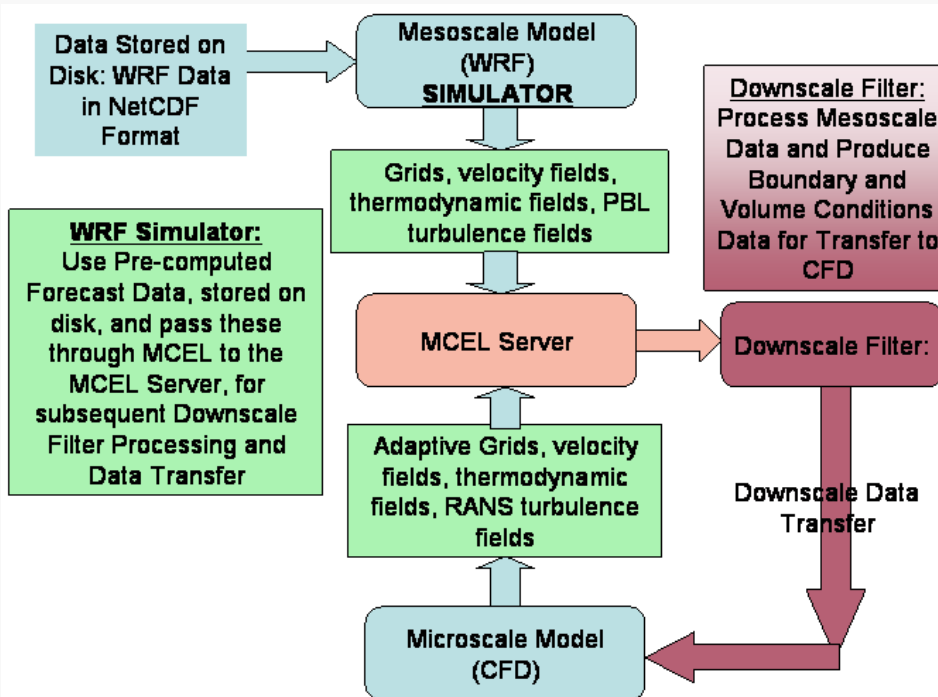 Data Stored on
Disk: WRF Data
in NetCDF
Format
Mesoscale Model
(WRF)
SIMULATOR
Downscale Filter:
Process Mesoscale
Data and Produce
Boundary and
Volume Conditions
Data for Transfer to
CFD
Grids, velocity fields,
thermodynamic fields, PBL
turbulence fields
WRF Simulator:
Use Pre-computed
Forecast Data, stored on
disk, and pass these
through MCEL to the
MCEL Server, for
subsequent Downscale
Filter Processing and
Data Transfer
MCEL Server
Downscale Filter:
Adaptive Grids, velocity
fields, thermodynamic
fields, RANS turbulence
fields
Downscale Data
Transfer
Microscale Model
(CFD)